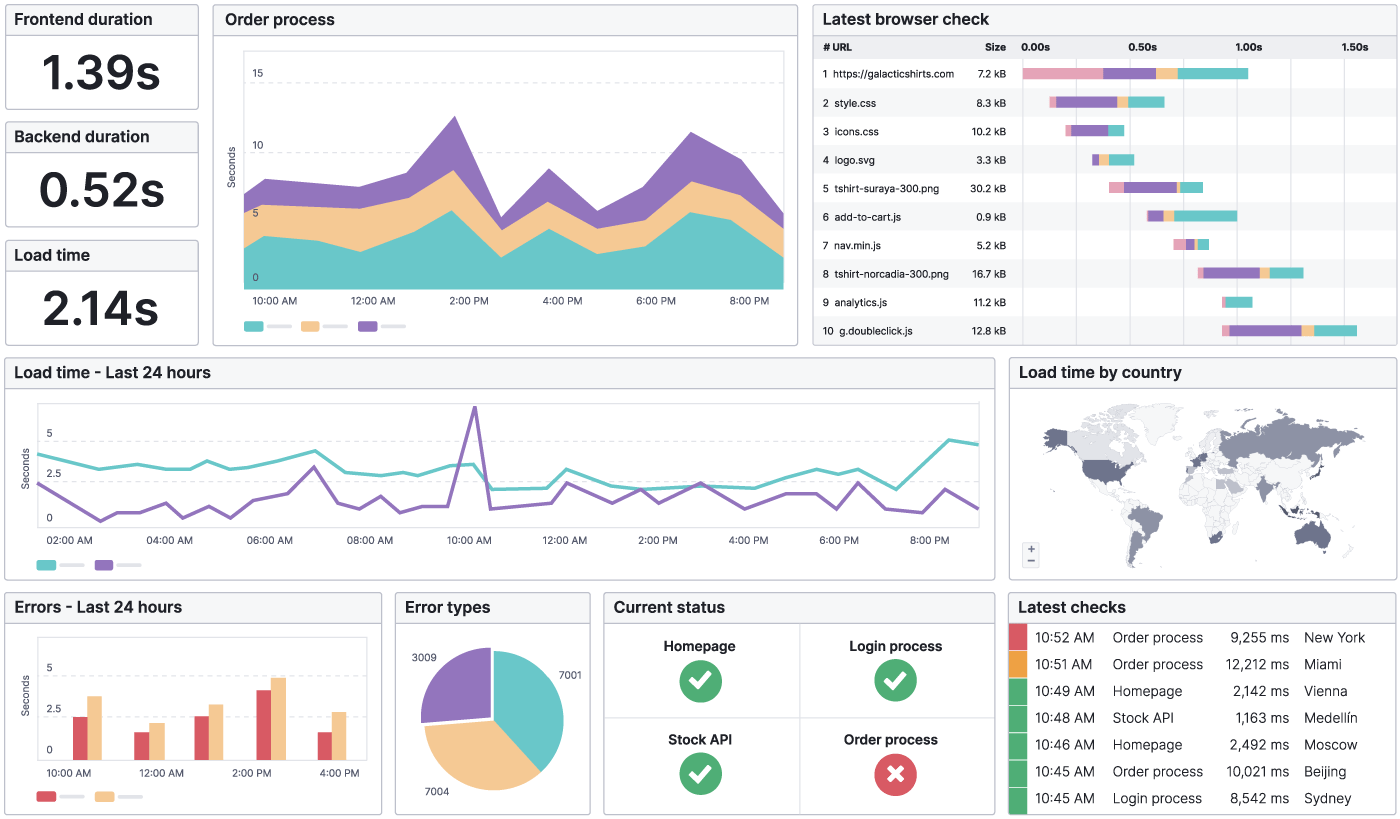 Frontend duration
1.39s
Backend duration
0.52s
Load time
2.14s
Order process
Seconds
15
10
5
0
10:00 AM 12:00 AM 2:00 PM 4:00 PM 6:00 PM 8:00 PM
Latest browser check
# URL Size 0.00s 0.50s 1.00s 1.50s
1 https://galacticshirts.com 7.2 kB
2 style.css 8.3 kB
3 icons.css 10.2 kB
4 logo.svg 3.3 kB
5 tshirt-suraya-300.png 30.2 kB
6 add-to-cart.js 0.9 kB
7 nav.min.js 5.2 kB
8 tshirt-norcadia-300.png 16.7 kB
9 analytics.js 11.2 kB
10 g.doubleclick.js 12.8 kB
Load time - Last 24 hours
Seconds
5
2.5
0
02:00 AM 04:00 AM 06:00 AM 08:00 AM 10:00 AM 12:00 AM 2:00 PM 4:00 PM 6:00 PM 8:00 PM
Load time by country
+
−
Errors - Last 24 hours
Seconds
5
2.5
0
10:00 AM 12:00 AM 2:00 PM 4:00 PM
Error types
3009
7001
7004
Current status
Homepage
Login process
Stock API
Order process
Latest checks
10:52 AM Order process 9,255 ms New York
10:51 AM Order process 12,212 ms Miami
10:49 AM Homepage 2,142 ms Vienna
10:48 AM Stock API 1,163 ms Medellín
10:46 AM Homepage 2,492 ms Moscow
10:45 AM Order process 10,021 ms Beijing
10:45 AM Login process 8,542 ms Sydney